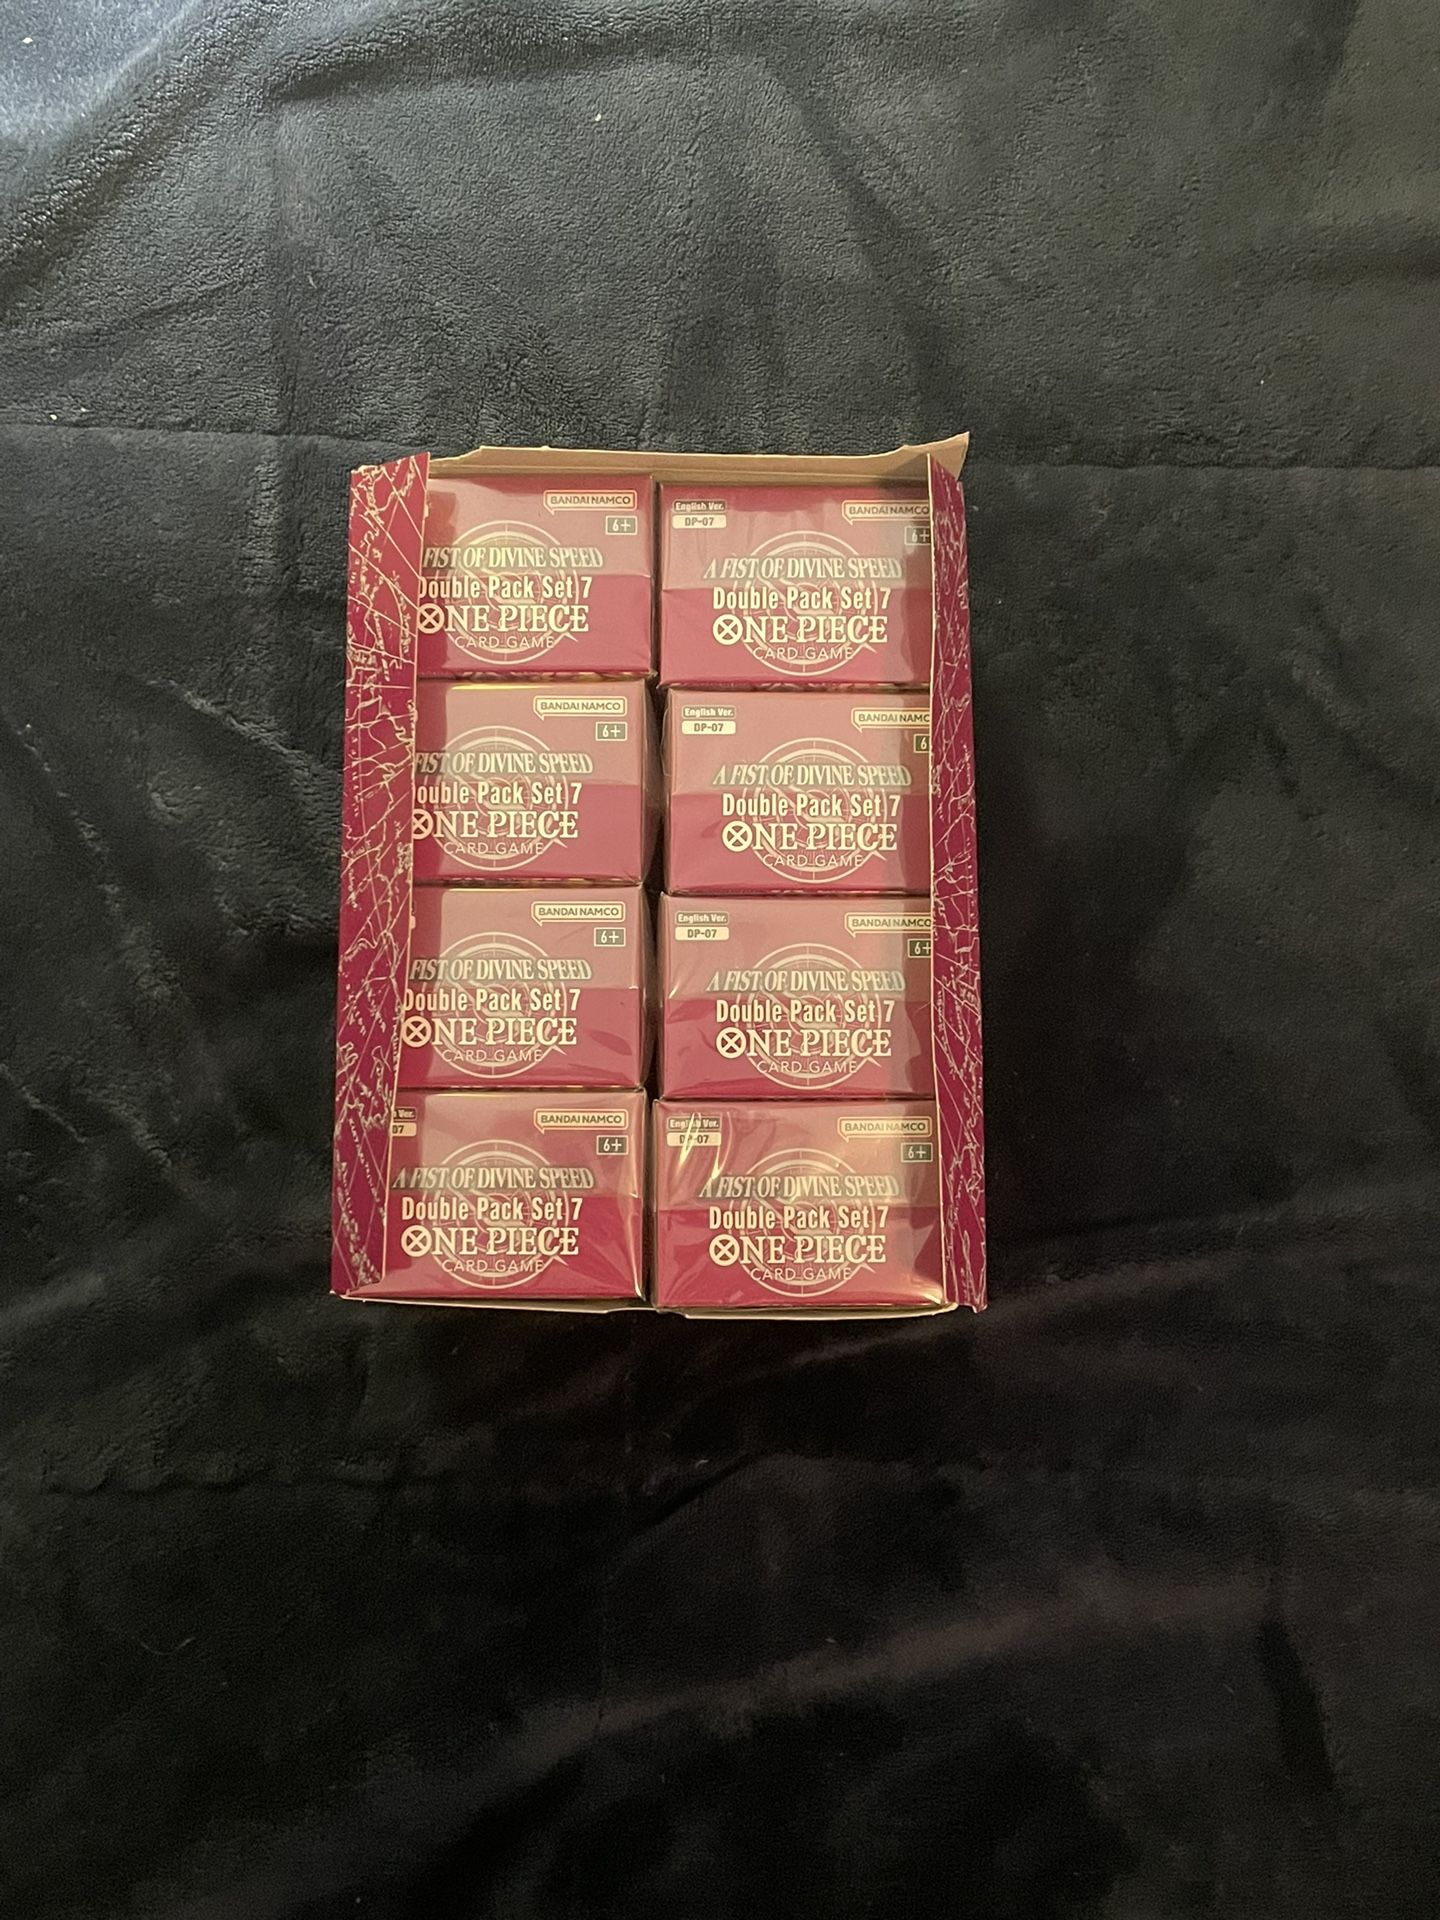 BANDAI NAMCO
6+
FIST OF DIVINE SPEED
Double Pack Set 7
ONE PIECE
CARD GAME
English Ver.
DP-07
BANDAI NAMCO
6+
A FIST OF DIVINE SPEED
Double Pack Set 7
ONE PIECE
CARD GAME
BANDAI NAMCO
6+
FIST OF DIVINE SPEED
ouble Pack Set 7
ONE PIECE
CARD GAME
English Ver.
DP-07
BANDAI NAMC
6
A FIST OF DIVINE SPEED
Double Pack Set 7
ONE PIECE
CARD GAME
BANDAI NAMCO
6+
FIST OF DIVINE SPEED
Double Pack Set 7
ONE PIECE
CARD GAME
English Ver.
DP-07
BANDAI NAMCO
6+
A FIST OF DIVINE SPEED
Double Pack Set 7
ONE PIECE
CARD GAME
h Ver.
07
BANDAI NAMCO
6+
A FIST OF DIVINE SPEED
Double Pack Set 7
ONE PIECE
CARD GAME
English Ver.
DP-07
BANDAI NAMCO
6+
A FIST OF DIVINE SPEED
Double Pack Set 7
ONE PIECE
CARD GAME